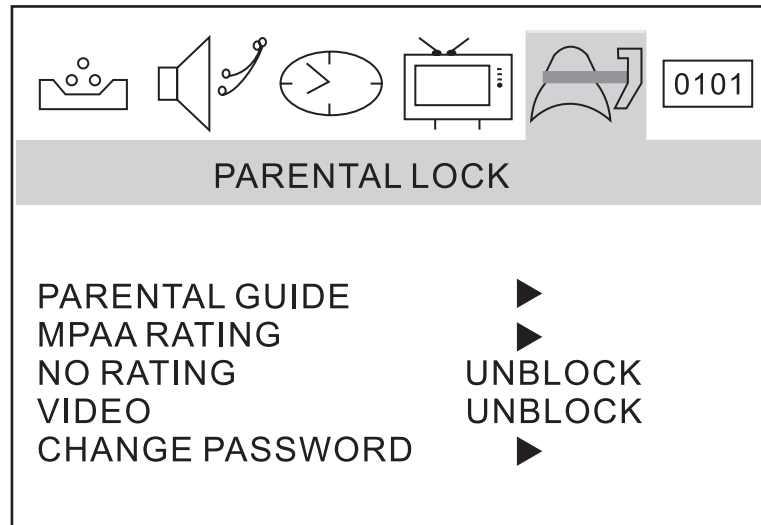 0101
PARENTAL LOCK
PARENTAL GUIDE ▶
MPAA RATING ▶
NO RATING UNBLOCK
VIDEO UNBLOCK
CHANGE PASSWORD ▶